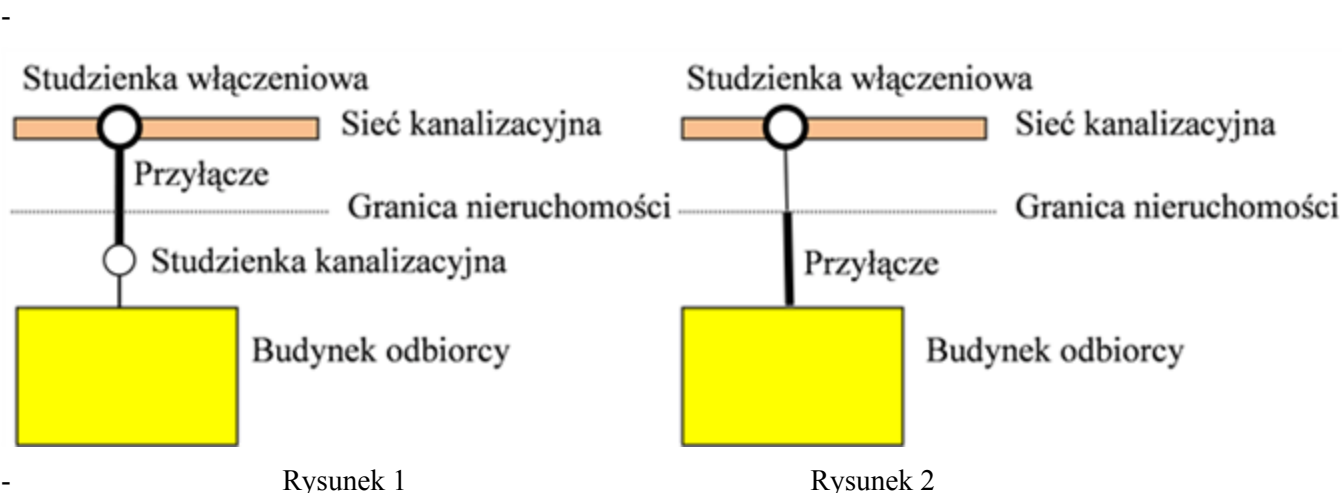 -
Studzienka włączeniowa Studzienka włączeniowa
Sieć kanalizacyjna Sieć kanalizacyjna
Przyłącze
Granica nieruchomości Granica nieruchomości
Studzienka kanalizacyjna Przyłącze
Budynek odbiorcy Budynek odbiorcy
- Rysunek 1 Rysunek 2